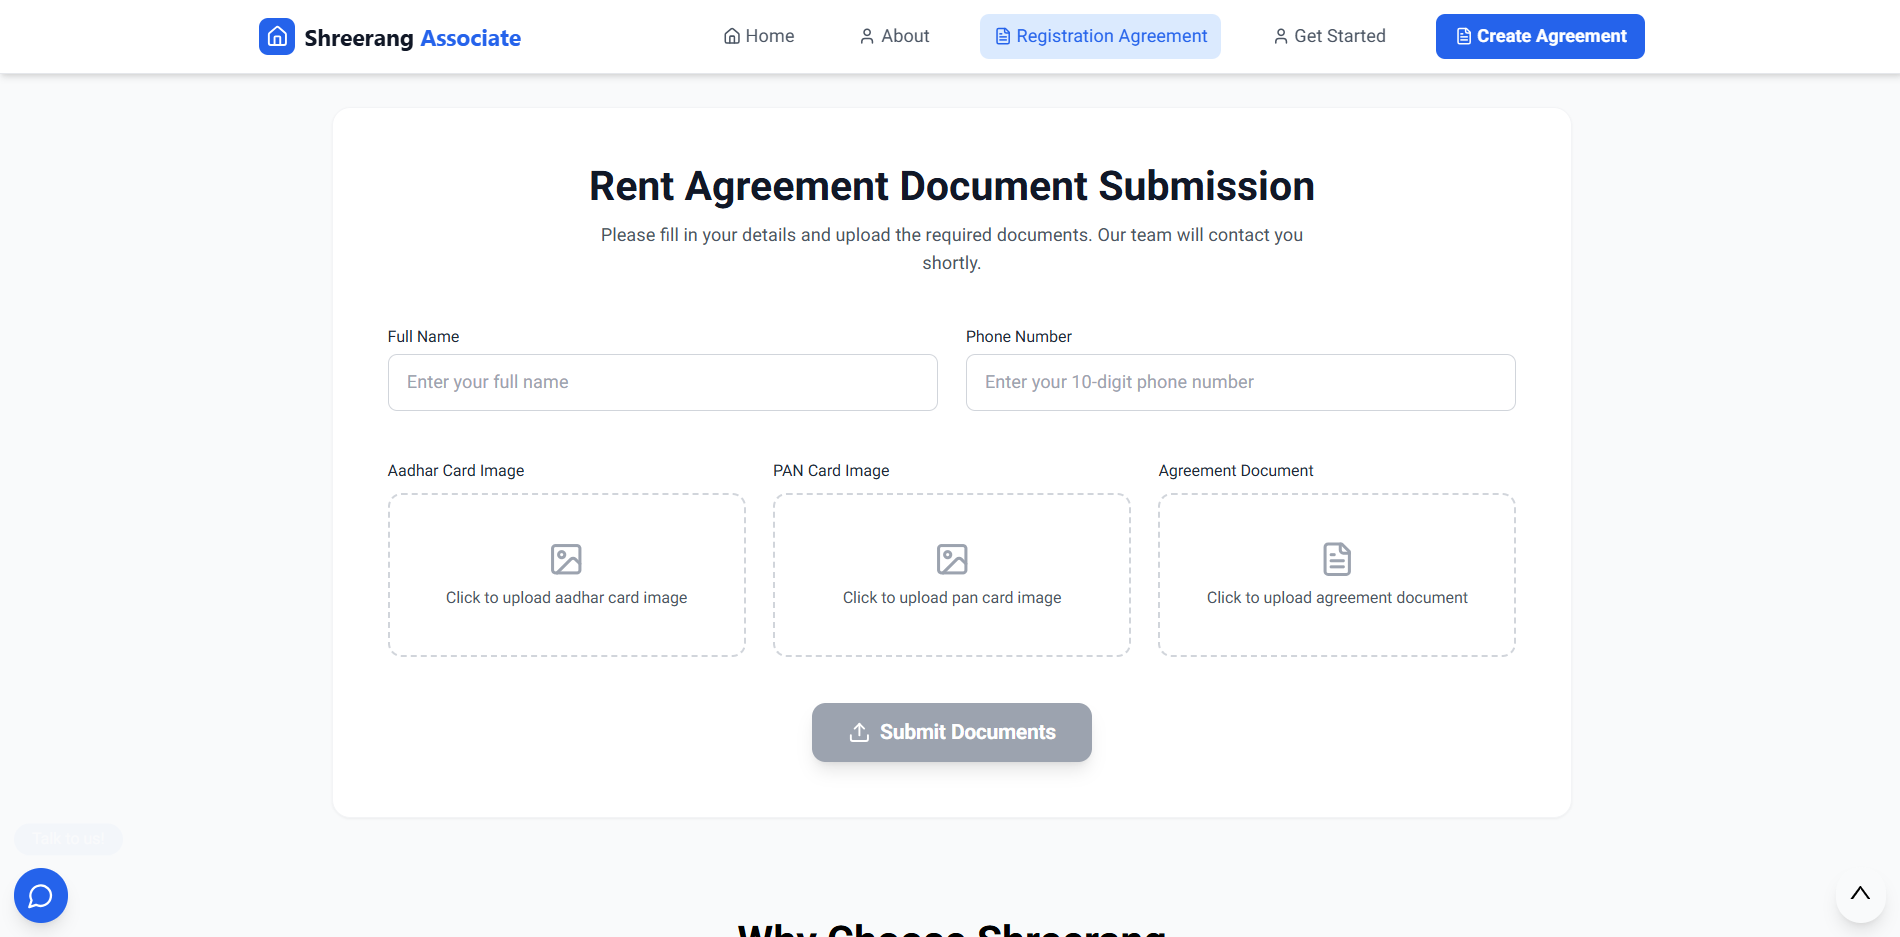 Shreerang Associate
Home
About
Registration Agreement
Get Started
Create Agreement
Rent Agreement Document Submission
Please fill in your details and upload the required documents. Our team will contact you
shortly.
Full Name
Phone Number
Enter your full name
Enter your 10-digit phone number
Aadhar Card Image
PAN Card Image
Agreement Document
Click to upload aadhar card image
Click to upload pan card image
Click to upload agreement document
Submit Documents
Why Choose Shreerang